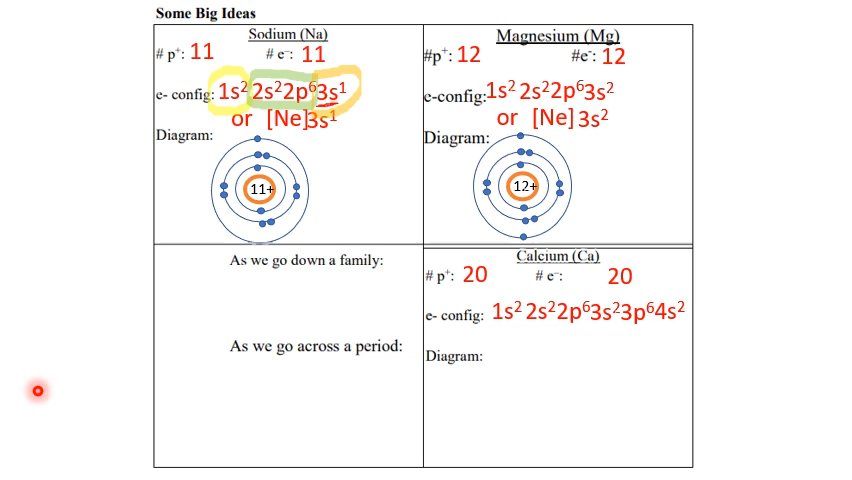 Some Big Ideas
Sodium (Na)
# p⁺: 11 # e⁻: 11
e- config: 1s² 2s²2p⁶3s¹
or [Ne]3s¹
Diagram:
11+
Magnesium (Mg)
#p⁺: 12 #e⁻: 12
e-config: 1s² 2s²2p⁶3s²
or [Ne] 3s²
Diagram:
12+
As we go down a family:
As we go across a period:
Calcium (Ca)
# p⁺: 20 # e⁻: 20
e- config: 1s² 2s²2p⁶3s²3p⁶4s²
Diagram: